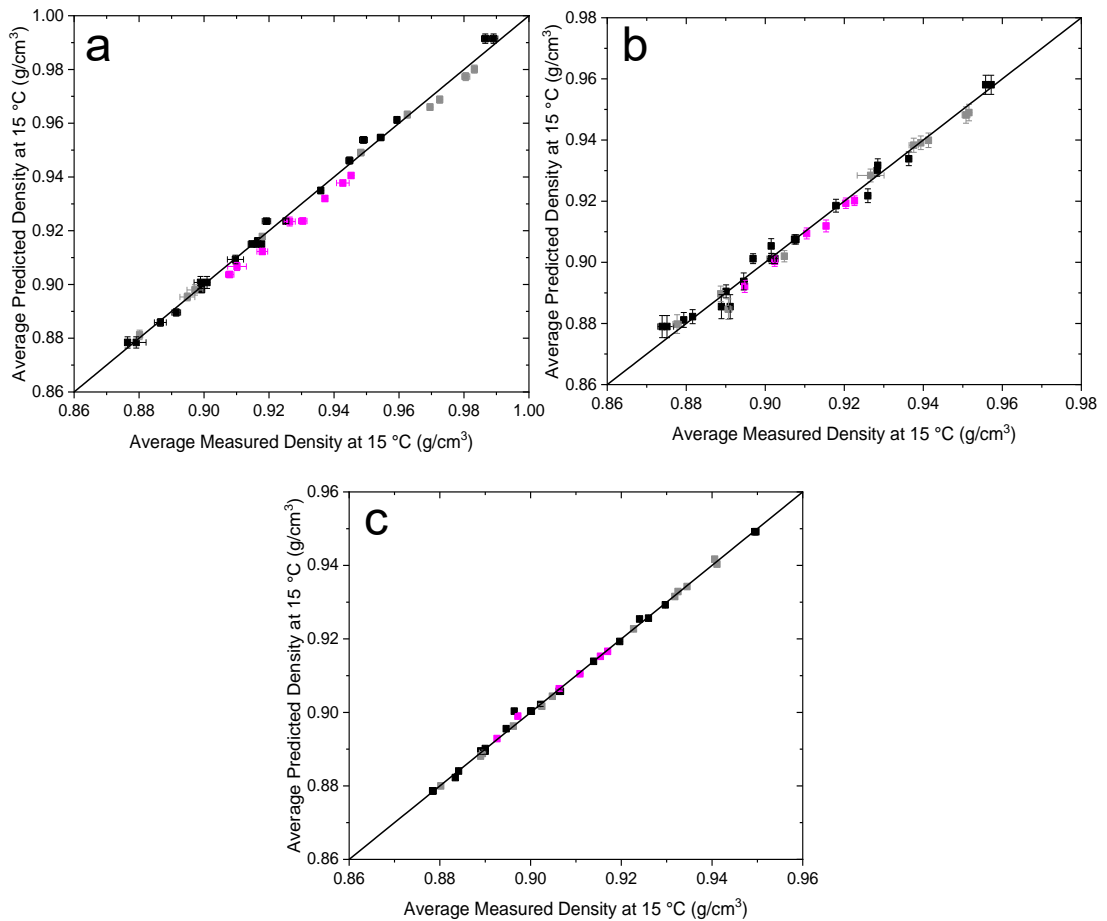 a
1.00
0.98
0.96
0.94
0.92
0.90
0.88
0.86
Average Predicted Density at 15 °C (g/cm³)
0.86 0.88 0.90 0.92 0.94 0.96 0.98 1.00
Average Measured Density at 15 °C (g/cm³)
b
0.98
0.96
0.94
0.92
0.90
0.88
0.86
Average Predicted Density at 15 °C (g/cm³)
0.86 0.88 0.90 0.92 0.94 0.96 0.98
Average Measured Density at 15 °C (g/cm³)
c
0.96
0.94
0.92
0.90
0.88
0.86
Average Predicted Density at 15 °C (g/cm³)
0.86 0.88 0.90 0.92 0.94 0.96
Average Measured Density at 15 °C (g/cm³)